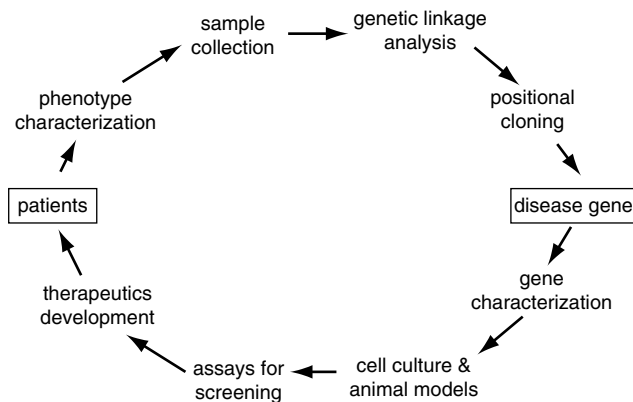 sample
collection
genetic linkage
analysis
positional
cloning
disease gene
gene
characterization
cell culture &
animal models
assays for
screening
therapeutics
development
patients
phenotype
characterization